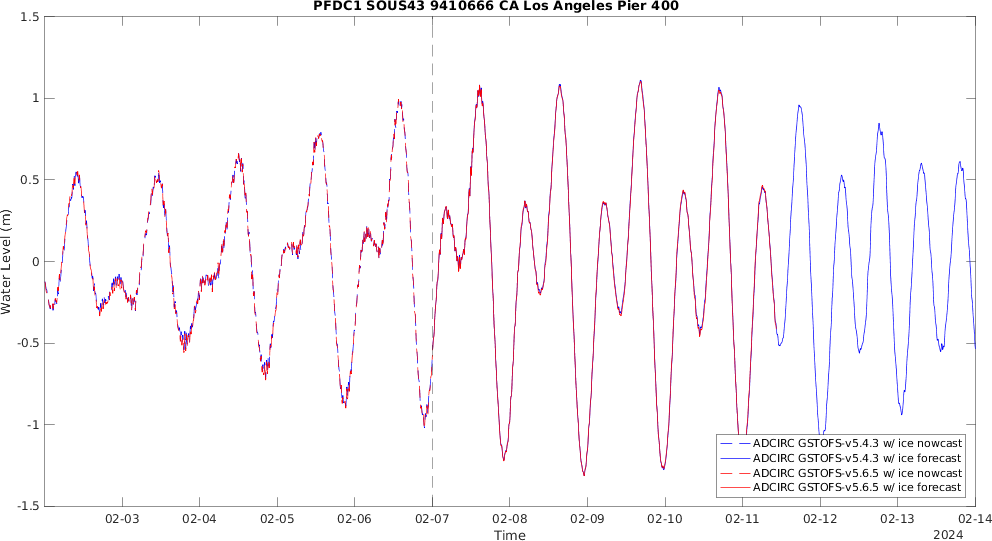 PFDC1 SOUS43 9410666 CA Los Angeles Pier 400
1.5
1
0.5
0
-0.5
-1
-1.5
Water Level (m)
ADCIRC GSTOFS-v5.4.3 w/ ice nowcast
ADCIRC GSTOFS-v5.4.3 w/ ice forecast
ADCIRC GSTOFS-v5.6.5 w/ ice nowcast
ADCIRC GSTOFS-v5.6.5 w/ ice forecast
02-03 02-04 02-05 02-06 02-07 02-08 02-09 02-10 02-11 02-12 02-13 02-14
Time
2024